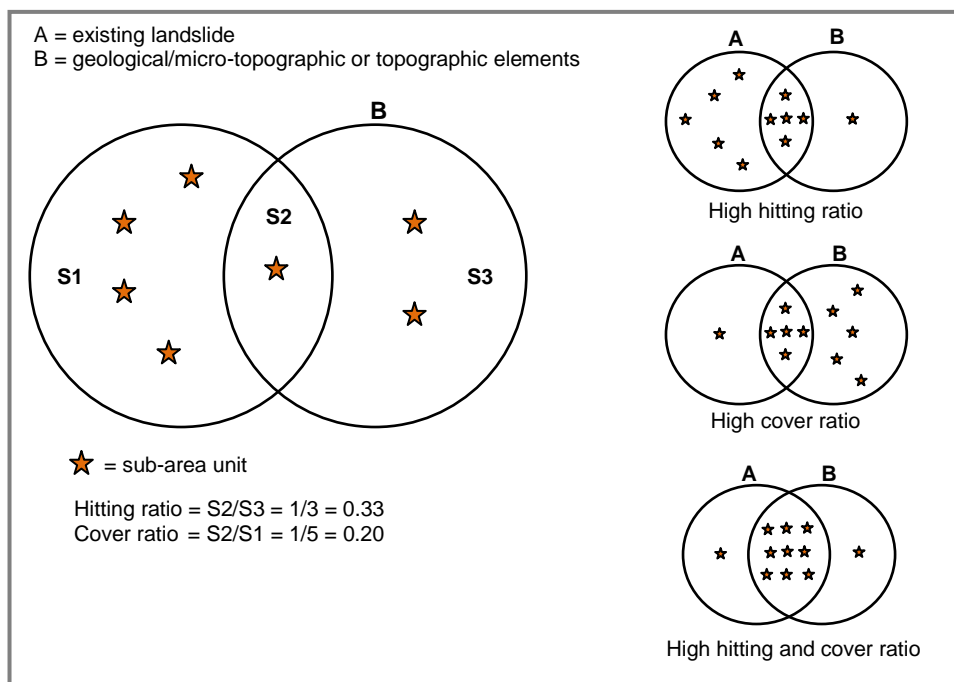 A = existing landslide
B = geological/micro-topographic or topographic elements
B
S1
S2
S3
= sub-area unit
Hitting ratio = S2/S3 = 1/3 = 0.33
Cover ratio = S2/S1 = 1/5 = 0.20
A
B
High hitting ratio
A
B
High cover ratio
A
B
High hitting and cover ratio